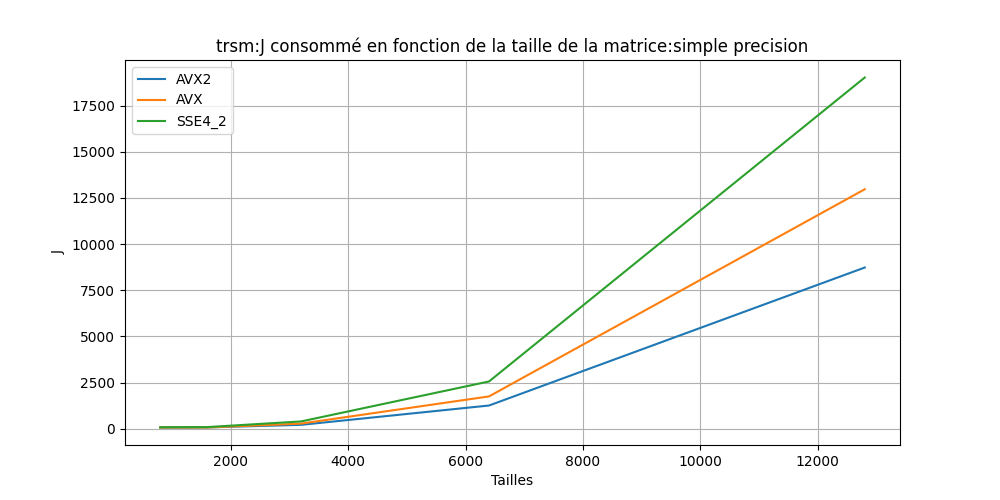 trsm:J consommé en fonction de la taille de la matrice:simple precision
AVX2
AVX
SSE4_2
17500
15000
12500
10000
7500
5000
2500
0
J
2000 4000 6000 8000 10000 12000
Tailles